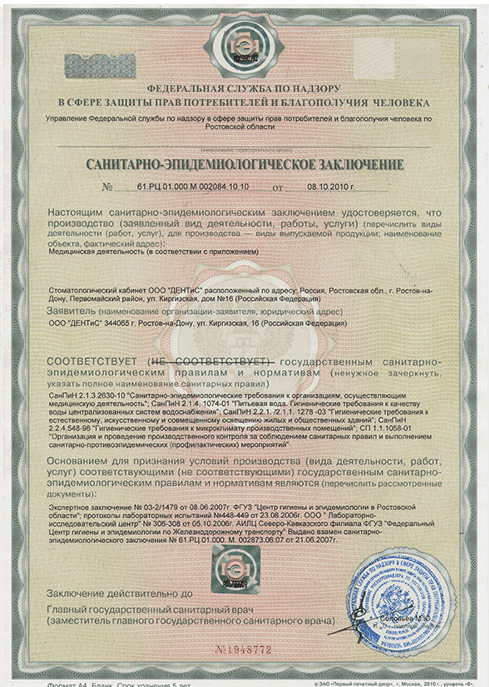 ФЕДЕРАЛЬНАЯ СЛУЖБА ПО НАДЗОРУ
В СФЕРЕ ЗАЩИТЫ ПРАВ ПОТРЕБИТЕЛЕЙ И БЛАГОПОЛУЧИЯ ЧЕЛОВЕКА
Управление Федеральной службы по надзору в сфере защиты прав потребителей и благополучия человека по
Ростовской области
САНИТАРНО-ЭПИДЕМИОЛОГИЧЕСКОЕ ЗАКЛЮЧЕНИЕ
№ 61.РЦ.01.000.М.002084.10.10 от 08.10.2010 г.
Настоящим санитарно-эпидемиологическим заключением удостоверяется, что
производство (заявленный вид деятельности, работы, услуги) (перечислить виды
деятельности (работ, услуг), для производства — виды выпускаемой продукции; наименование
объекта, фактический адрес):
Медицинская деятельность (в соответствии с приложением)
Стоматологический кабинет ООО "ДЕНТиС" расположенный по адресу: Россия, Ростовская обл., г. Ростов-на-
Дону, Первомайский район, ул. Киргизская, дом №16 (Российская Федерация)
Заявитель (наименование организации-заявителя, юридический адрес)
ООО "ДЕНТиС" 344065 г. Ростов-на-Дону, ул. Киргизская, 16 (Российская Федерация)
СООТВЕТСТВУЕТ (НЕ СООТВЕТСТВУЕТ) государственным санитарно-
эпидемиологическим правилам и нормативам (ненужное зачеркнуть,
указать полное наименование санитарных правил)
СанПиН 2.1.3.2630-10 "Санитарно-эпидемиологические требования к организациям, осуществляющим
медицинскую деятельность"; СанПиН 2.1.4. 1074-01 "Питьевая вода. Гигиенические требования к качеству
воды централизованных систем водоснабжения"; СанПиН 2.2.1. /2.1.1. 1278 -03 "Гигиенические требования к
естественному, искусственному и совмещенному освещению жилых и общественных зданий"; СанПиН
2.2.4.548-96 "Гигиенические требования к микроклимату производственных помещений"; СП 1.1.1058-01
"Организация и проведение производственного контроля за соблюдением санитарных правил и выполнением
санитарно-противоэпидемических (профилактических) мероприятий"
Основанием для признания условий производства (вида деятельности, работ,
услуг) соответствующими (не соответствующими) государственным санитарно-
эпидемиологическим правилам и нормативам являются (перечислить рассмотренные
документы):
Экспертное заключение № 03-2/1479 от 08.06.2007г. ФГУЗ "Центр гигиены и эпидемиологии в Ростовской
области"; протоколы лабораторных испытаний №448-449 от 23.08.2006г. ООО " Лабораторно-
исследовательский центр" № 306-308 от 05.10.2006г. АИЛЦ Северо-Кавказского филиала ФГУЗ "Федеральный
Центр гигиены и эпидемиологии по Железнодорожному транспорту" Выдано взамен санитарно-
эпидемиологического заключения № 61.РЦ.01.000. М. 002873.06.07 от 21.06.2007г.
Заключение действительно до
Главный государственный санитарный врач
(заместитель главного государственного санитарного врача)
Соловьёв М.Ю.
№1948772
Формат А4. Бланк. Срок хранения 5 лет.
© ЗАО «Первый печатный двор», г. Москва, 2010 г., уровень «В».